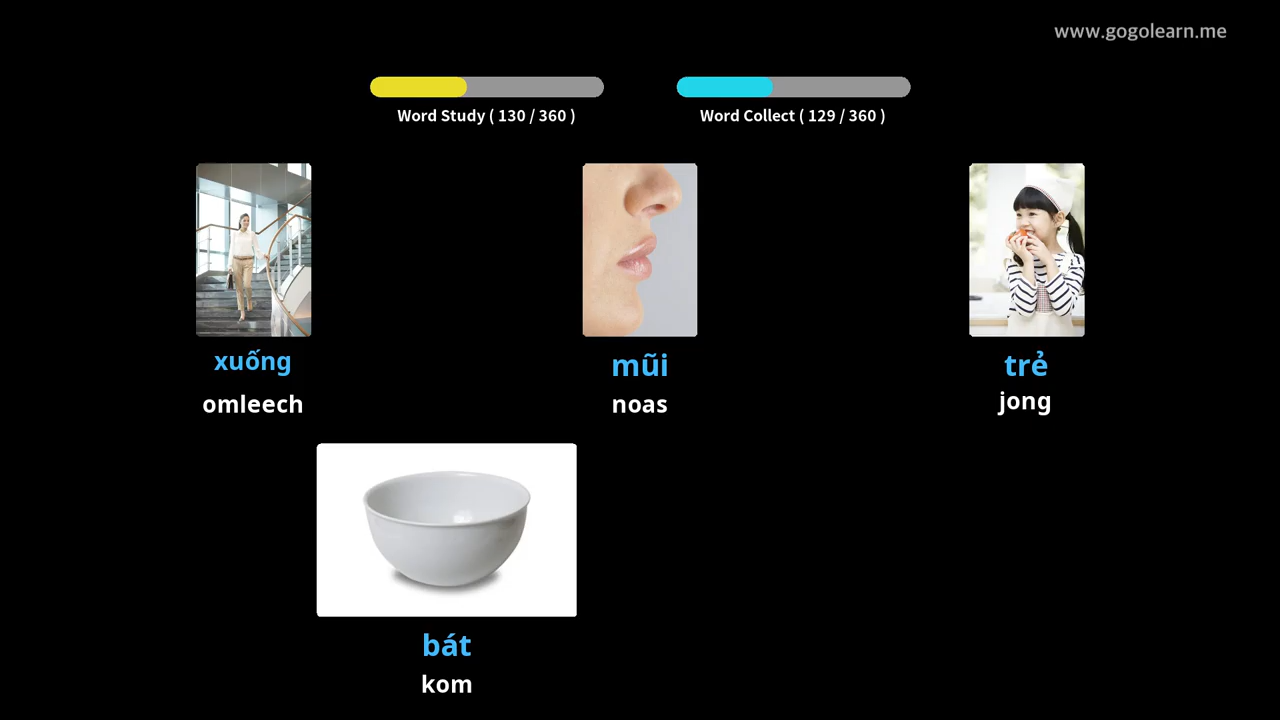 www.gogolearn.me
Word Study ( 130 / 360 )
Word Collect ( 129 / 360 )
xuống
omleech
mũi
noas
trẻ
jong
bát
kom